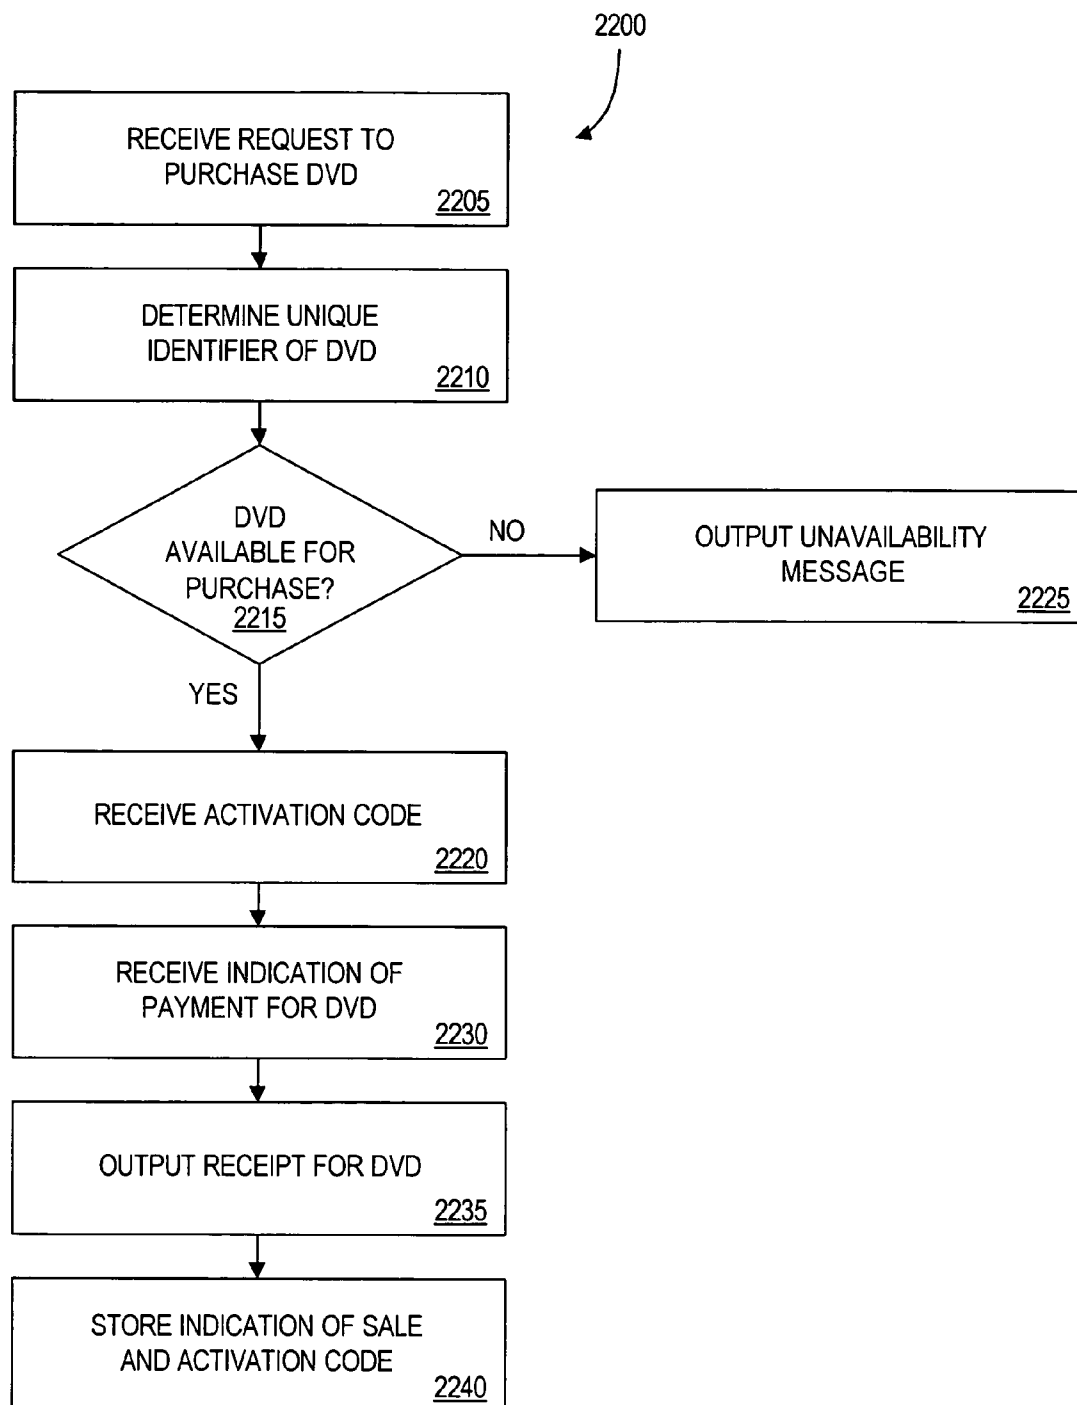 2200
RECEIVE REQUEST TO
PURCHASE DVD
2205
DETERMINE UNIQUE
IDENTIFIER OF DVD
2210
DVD
AVAILABLE FOR
PURCHASE?
2215
NO
OUTPUT UNAVAILABILITY
MESSAGE
2225
YES
RECEIVE ACTIVATION CODE
2220
RECEIVE INDICATION OF
PAYMENT FOR DVD
2230
OUTPUT RECEIPT FOR DVD
2235
STORE INDICATION OF SALE
AND ACTIVATION CODE
2240